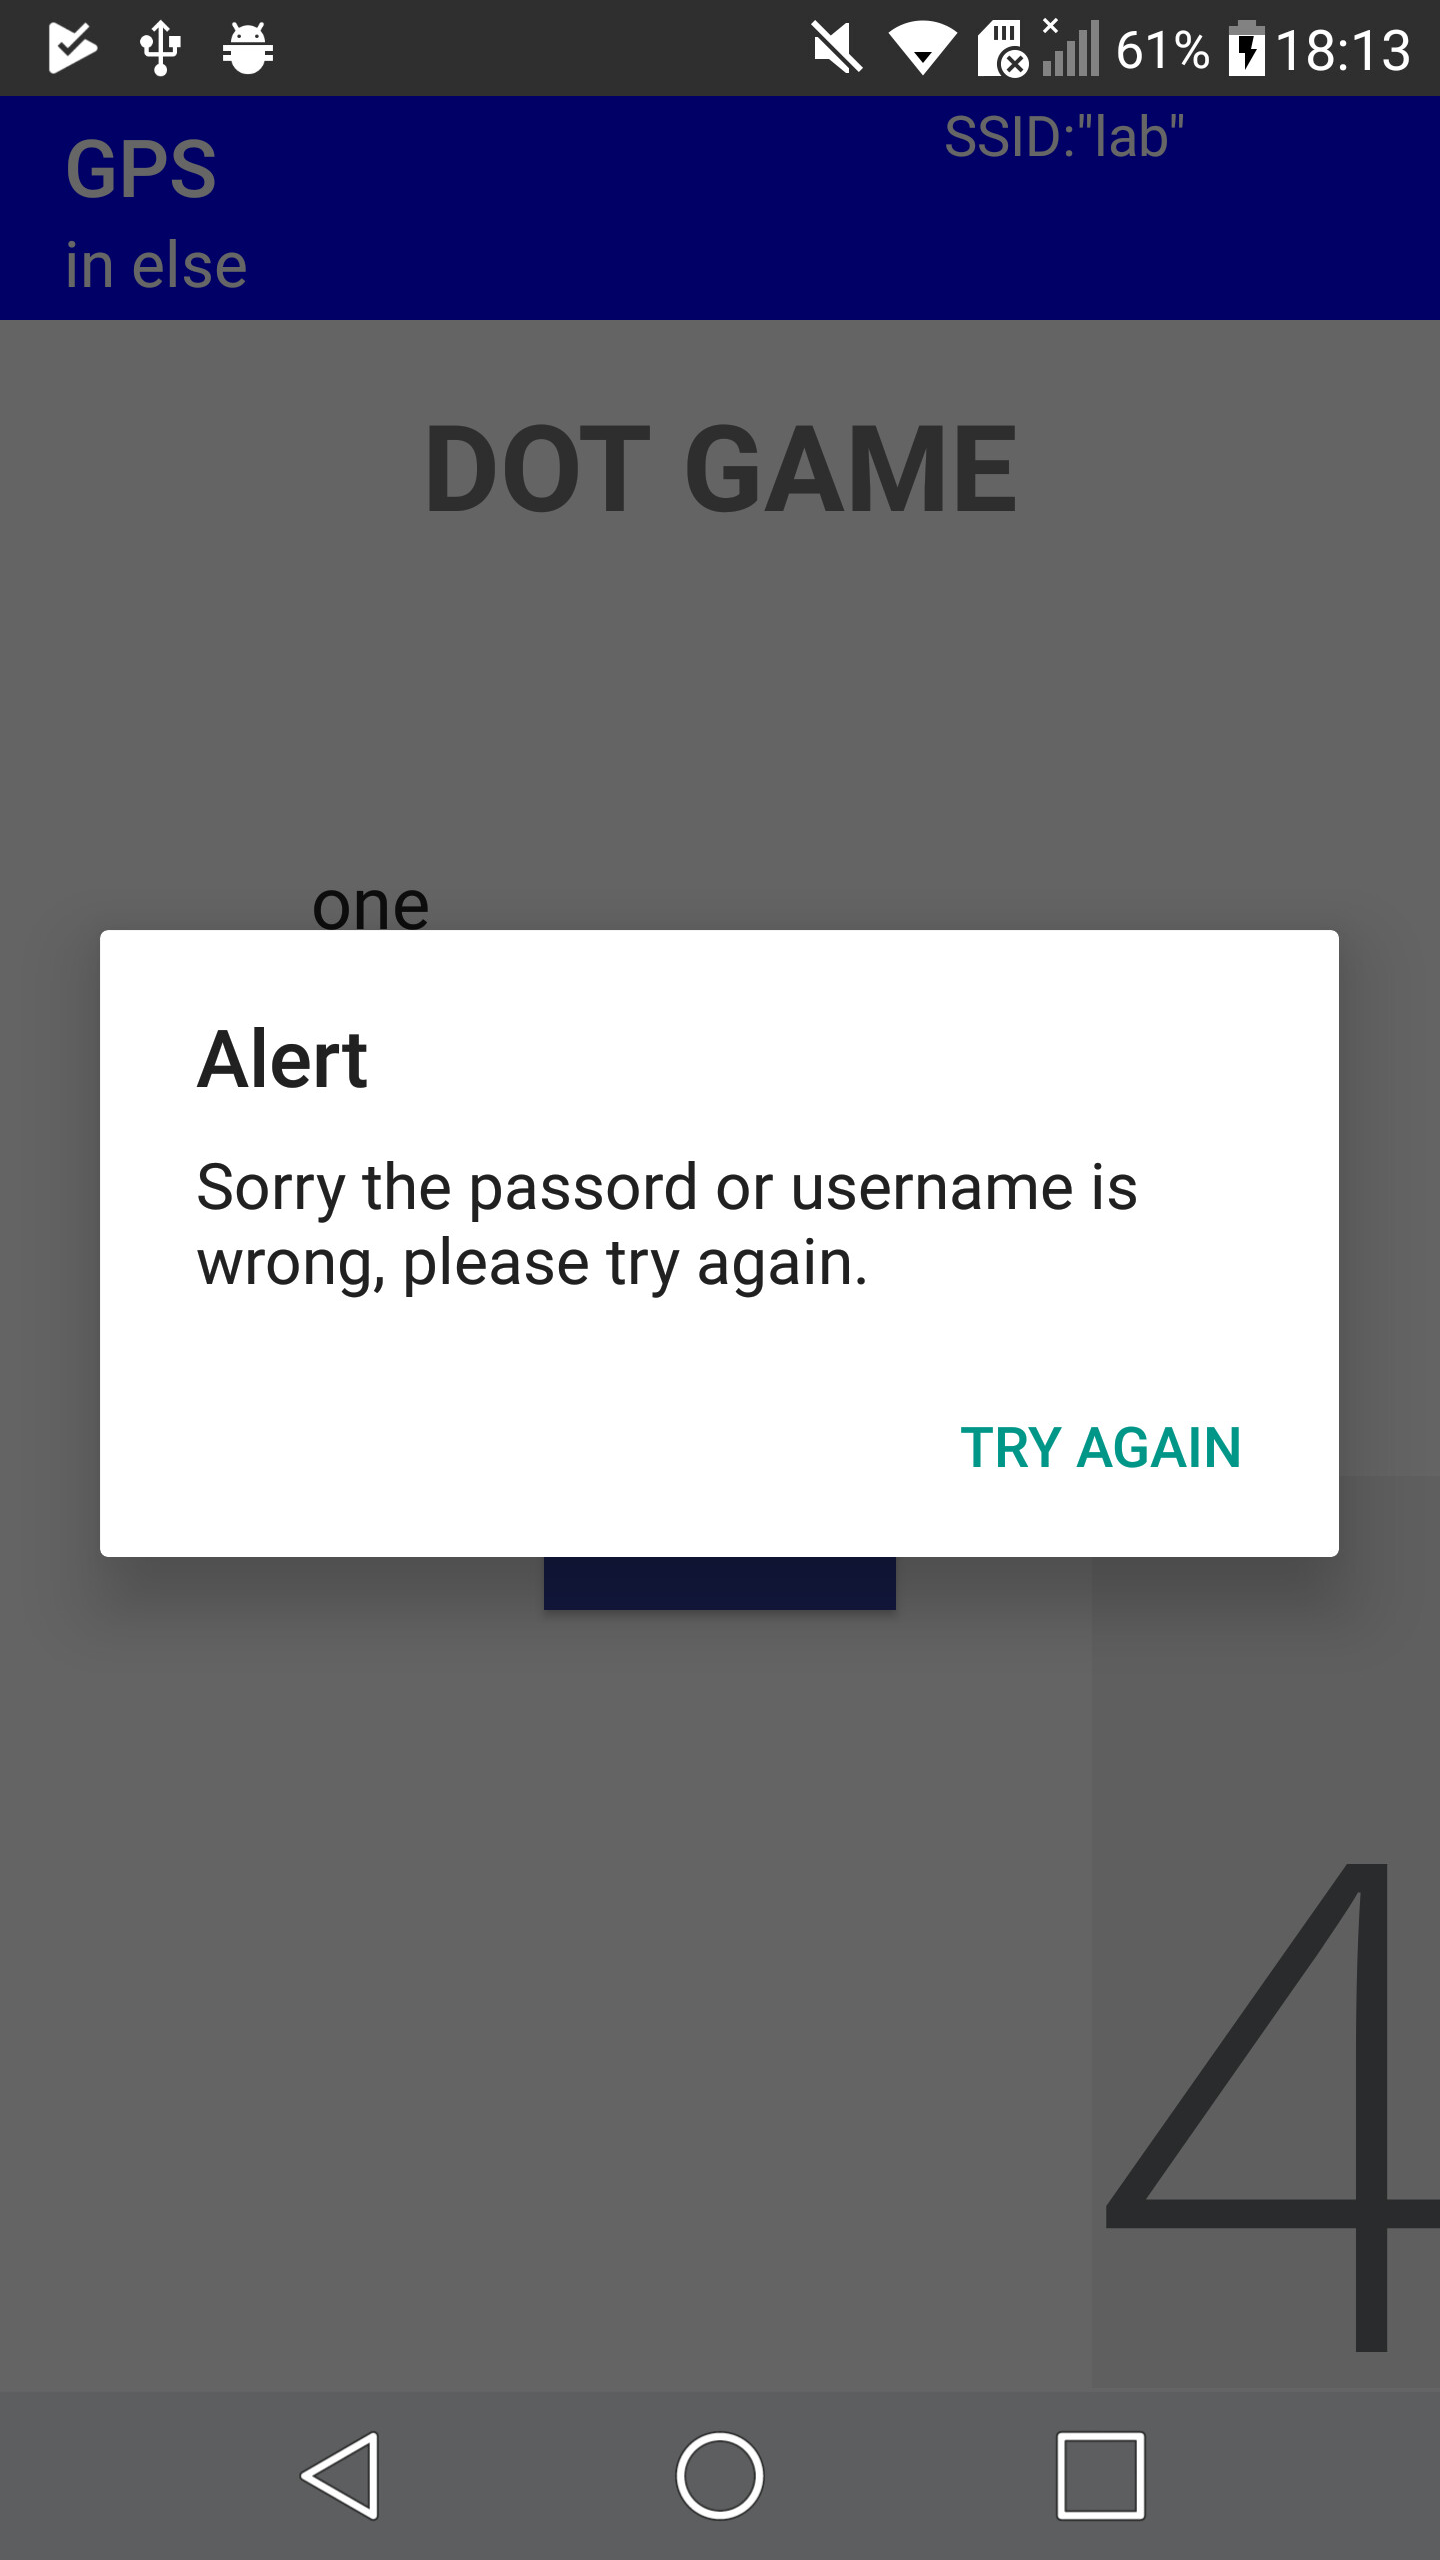 61% 18:13
SSID:"lab"
GPS
in else
DOT GAME
one
Alert
Sorry the passord or username is
wrong, please try again.
TRY AGAIN
4